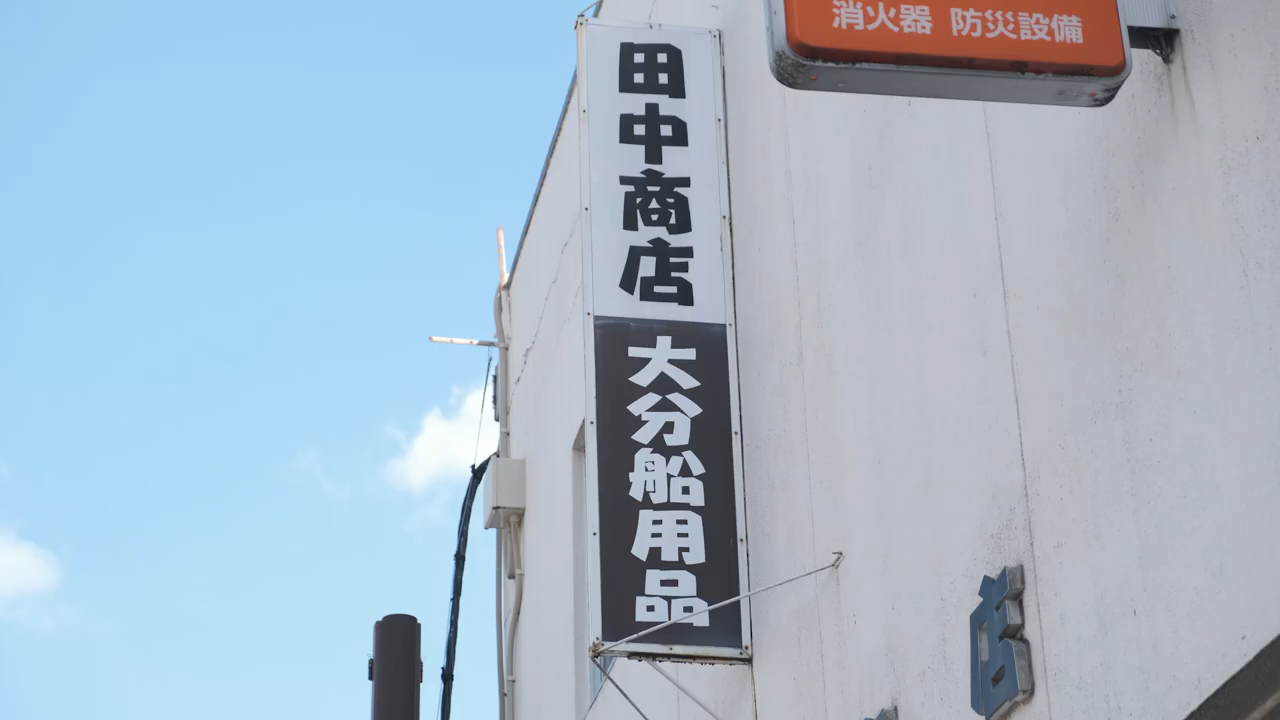 消火器 防災設備
田中商店
大分船用品
店